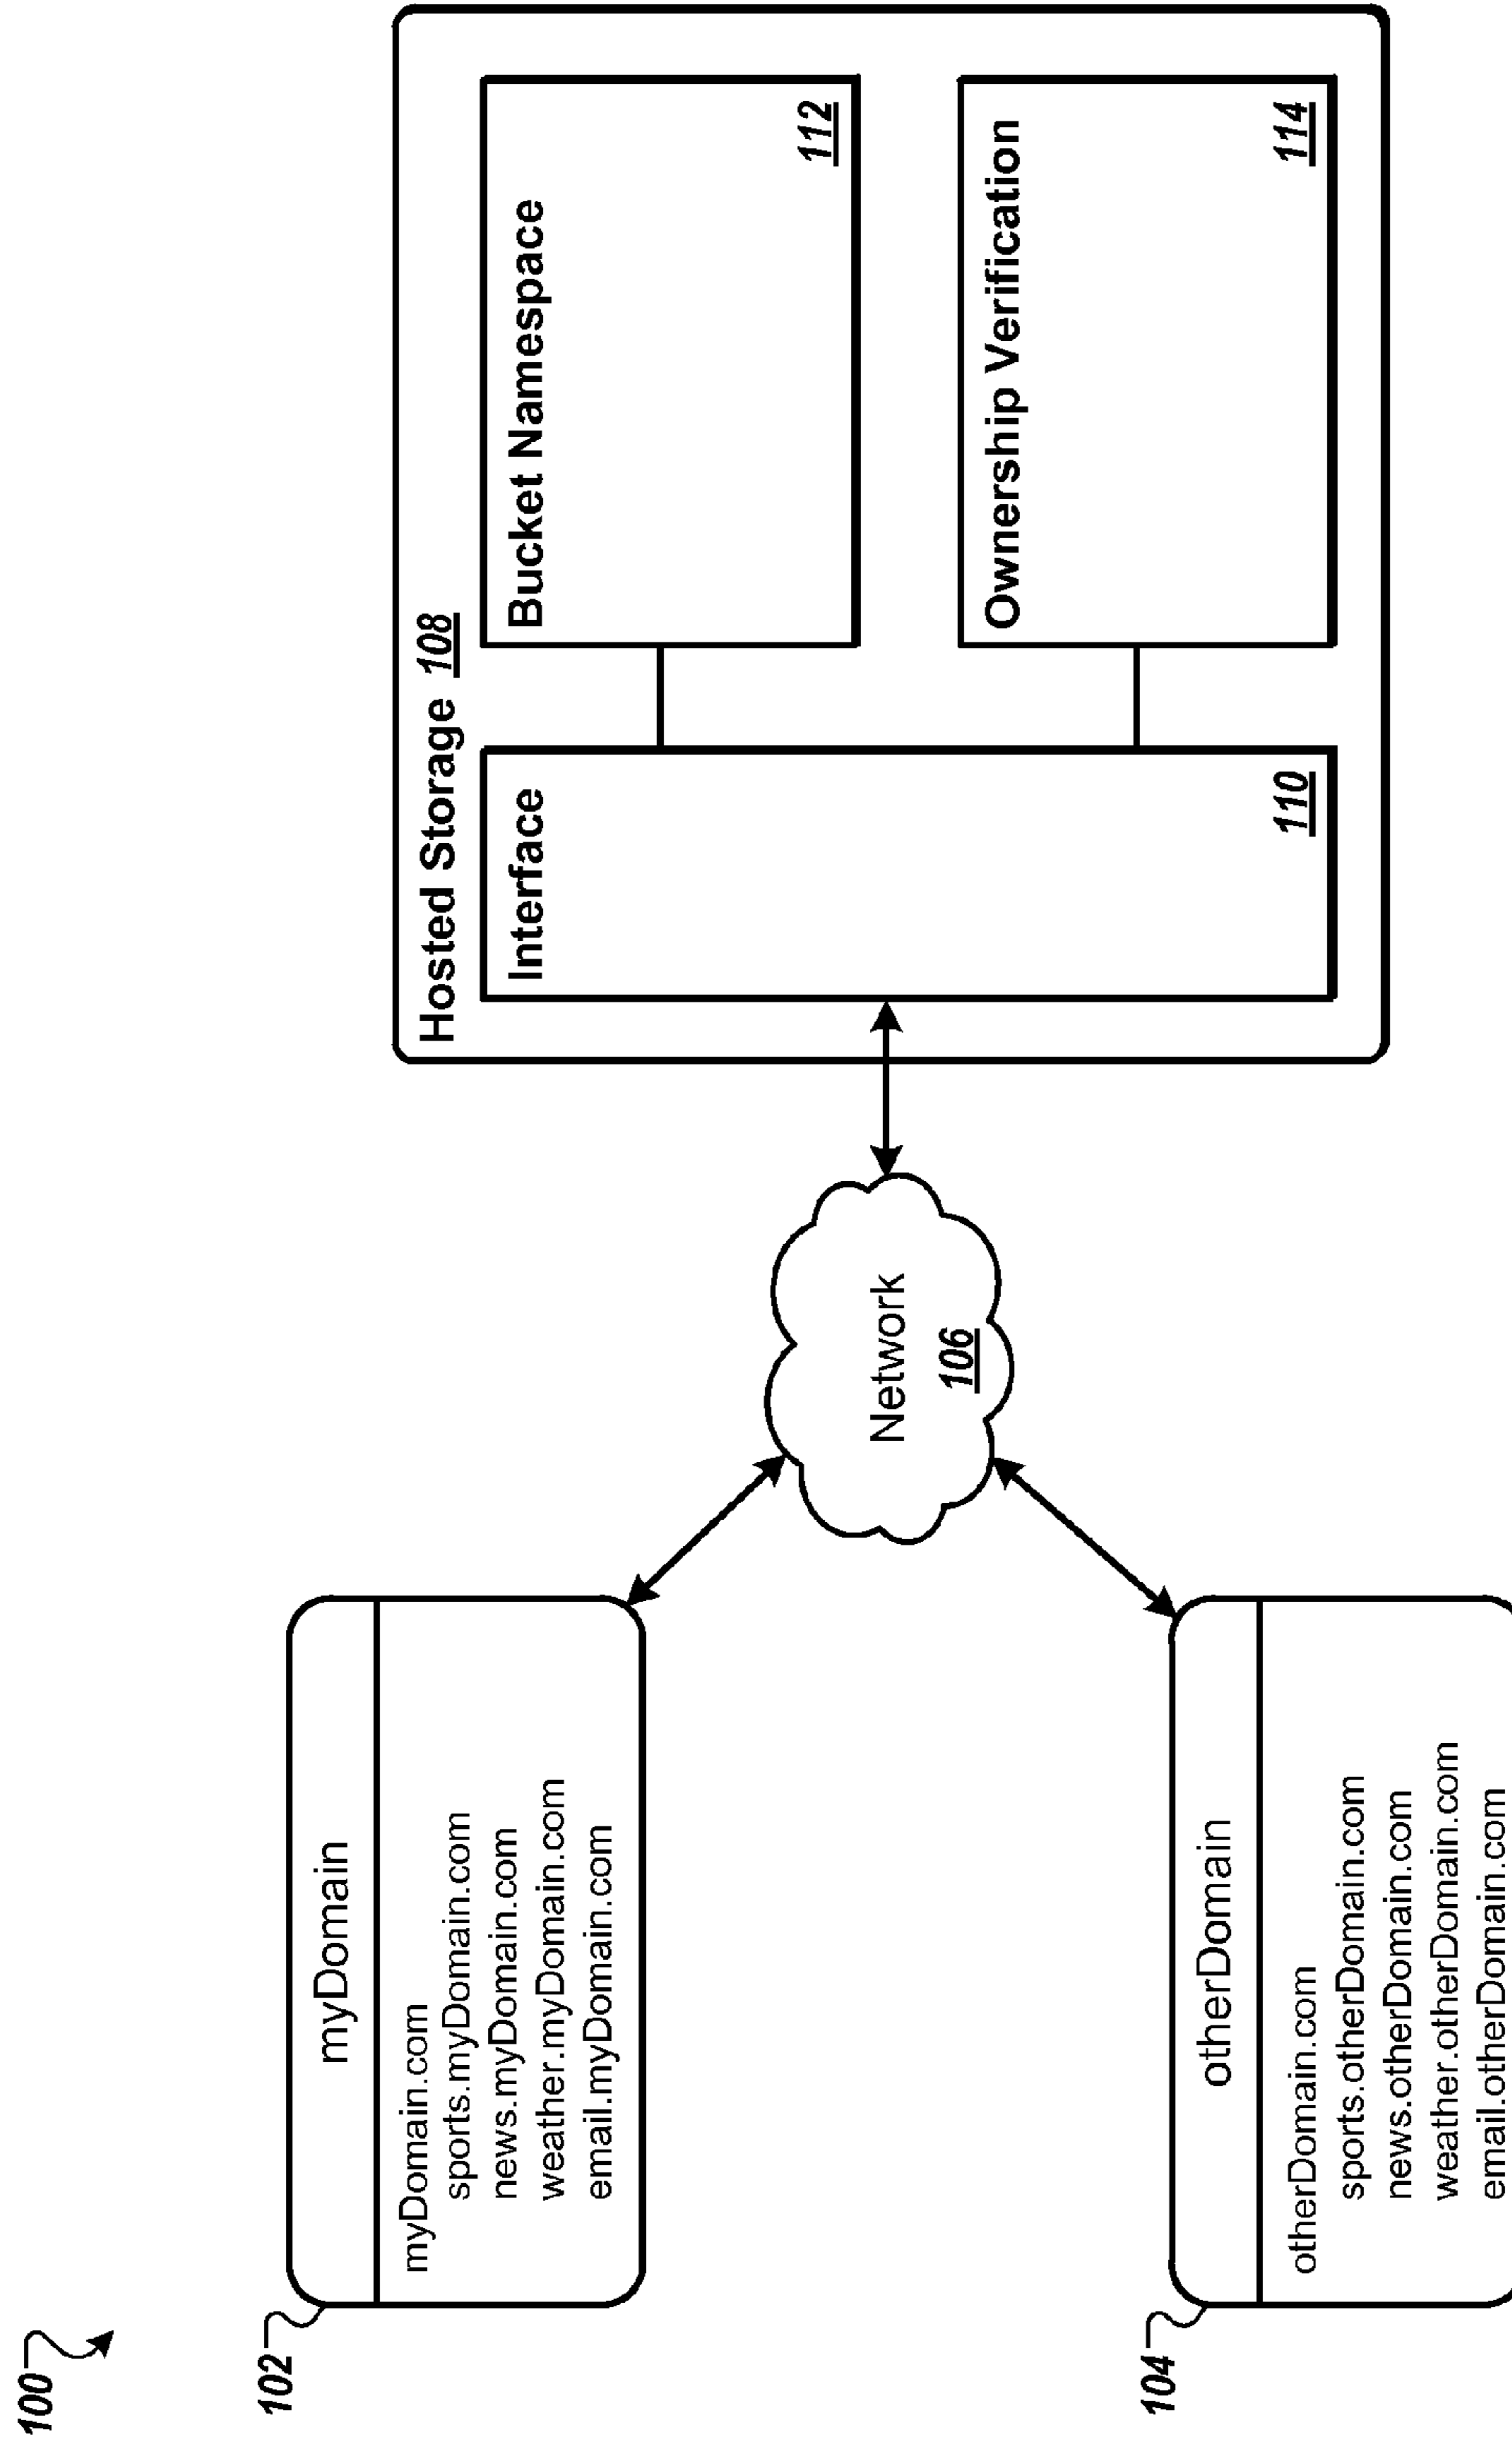 100
102
myDomain
myDomain.com
sports.myDomain.com
news.myDomain.com
weather.myDomain.com
email.myDomain.com
104
otherDomain
otherDomain.com
sports.otherDomain.com
news.otherDomain.com
weather.otherDomain.com
email.otherDomain.com
Network
106
Hosted Storage 108
Interface
110
Bucket Namespace
112
Ownership Verification
114